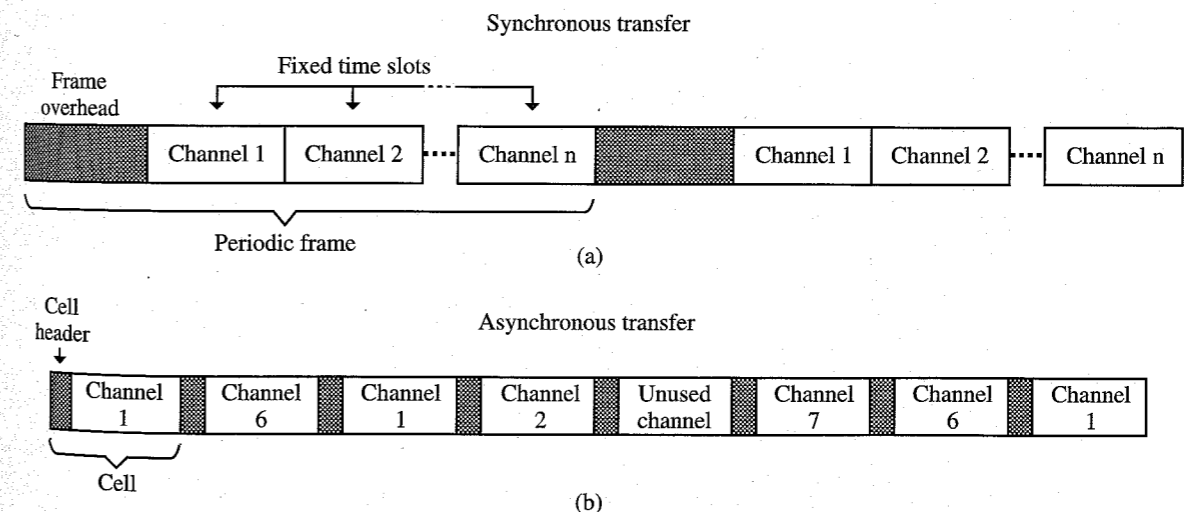 Synchronous transfer
Fixed time slots
Frame
overhead
Channel 1 Channel 2 Channel n Channel 1 Channel 2 Channel n
Periodic frame
(a)
Cell
header
Asynchronous transfer
Channel
1
Channel
6
Channel
1
Channel
2
Unused
channel
Channel
7
Channel
6
Channel
1
Cell
(b)